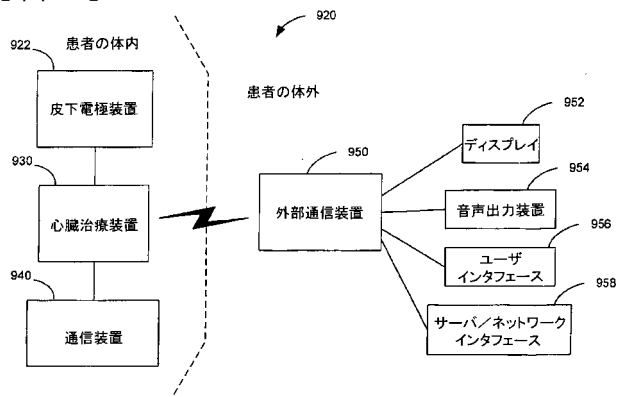 920
922
患者の体内
患者の体外
皮下電極装置
930
心臓治療装置
940
通信装置
950
外部通信装置
952
ディスプレイ
954
音声出力装置
956
ユーザ
インタフェース
958
サーバ／ネットワーク
インタフェース